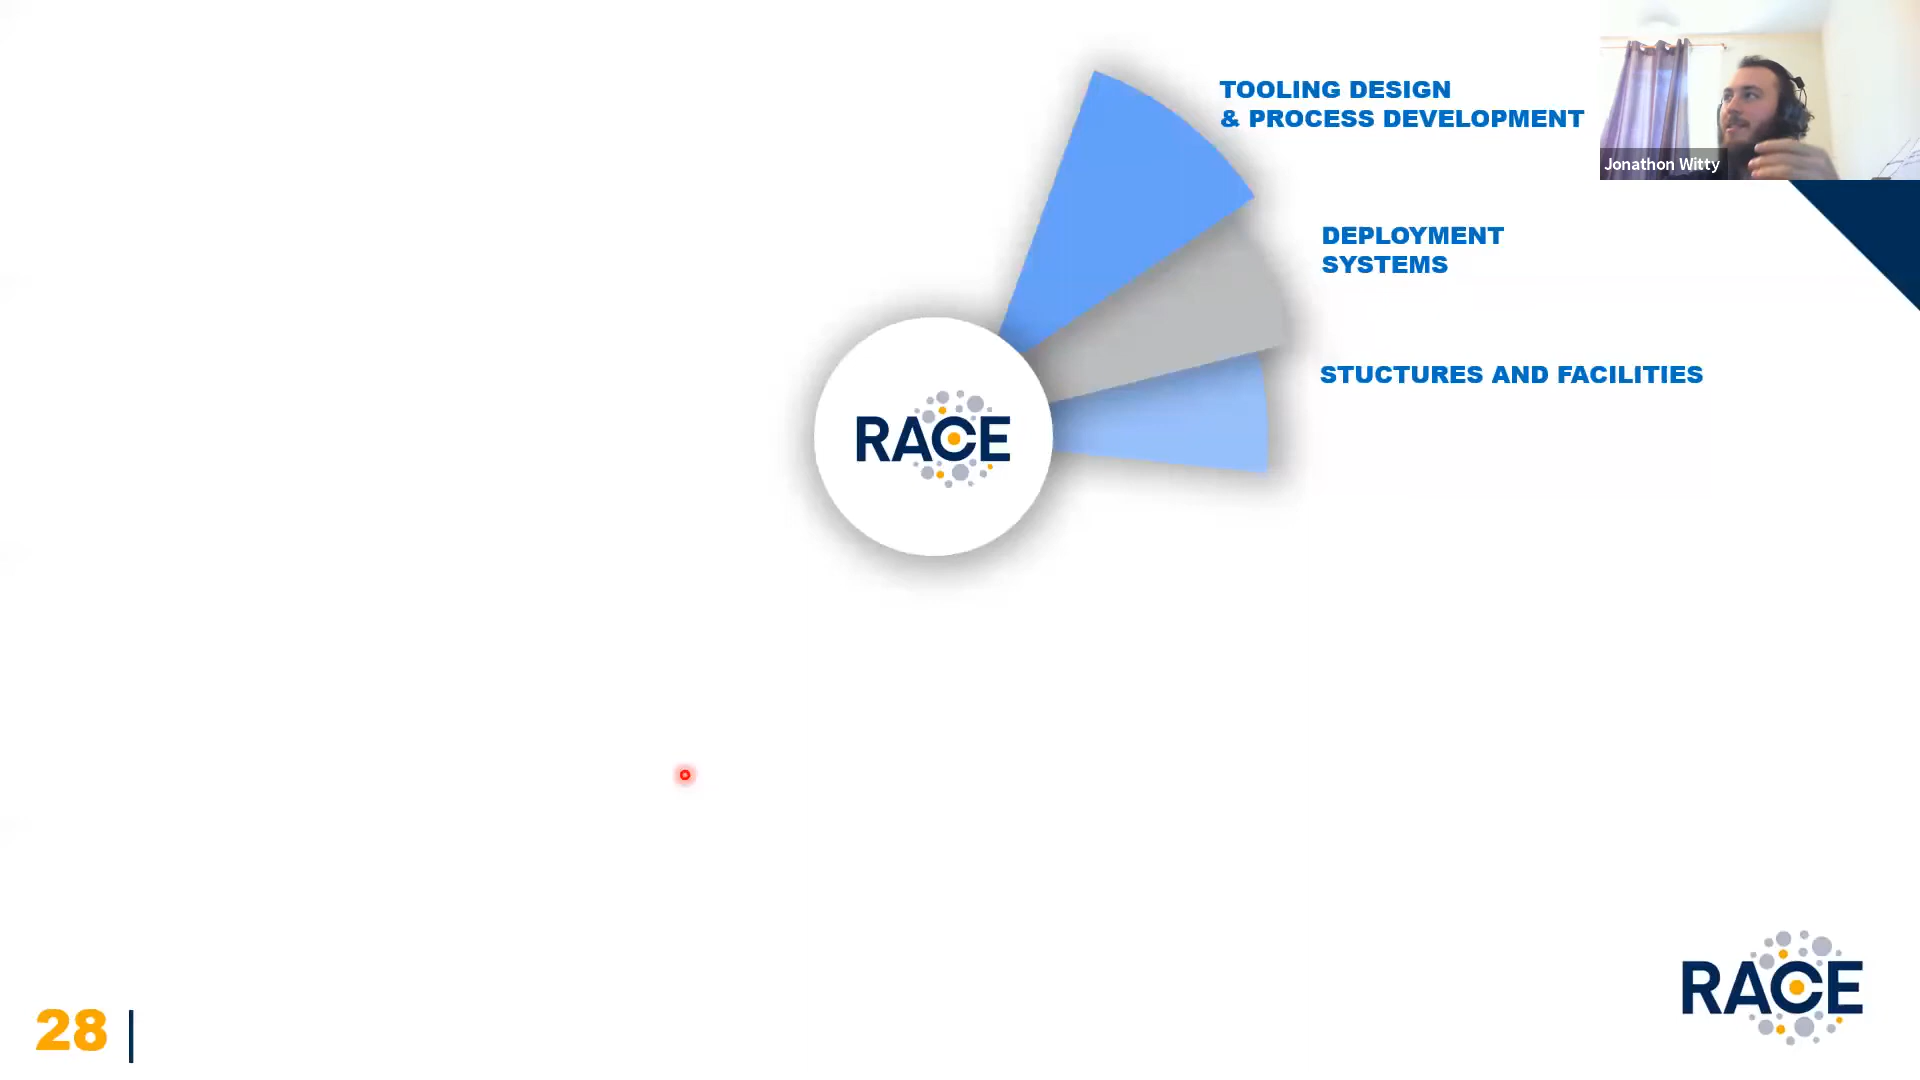 TOOLING DESIGN
& PROCESS DEVELOPMENT
Jonathon Witty
DEPLOYMENT
SYSTEMS
STUCTURES AND FACILITIES
RACE
RACE
28